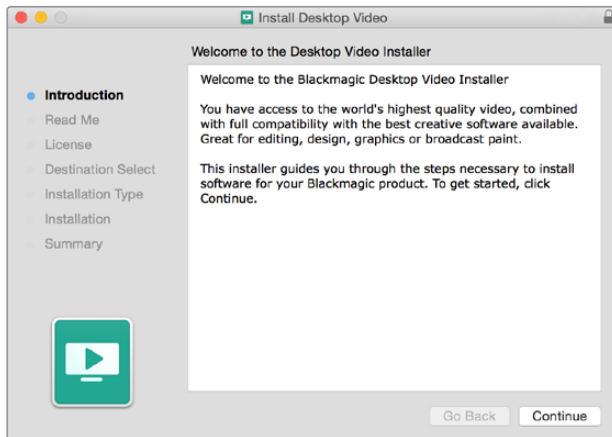 Install Desktop Video
Welcome to the Desktop Video Installer
Introduction
Read Me
License
Destination Select
Installation Type
Installation
Summary
Welcome to the Blackmagic Desktop Video Installer
You have access to the world's highest quality video, combined
with full compatibility with the best creative software available.
Great for editing, design, graphics or broadcast paint.
This installer guides you through the steps necessary to install
software for your Blackmagic product. To get started, click
Continue.
Go Back
Continue